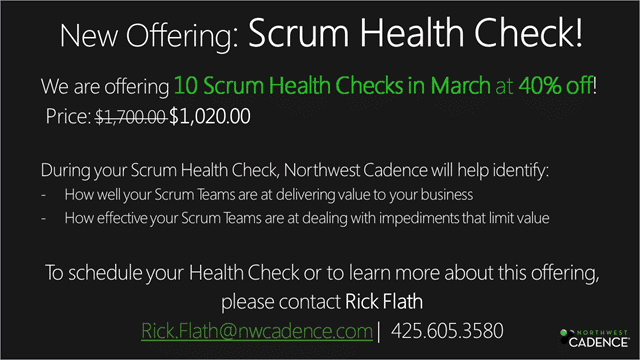 New Offering: Scrum Health Check!
We are offering 10 Scrum Health Checks in March at 40% off!
Price: $1,700.00 $1,020.00
During your Scrum Health Check, Northwest Cadence will help identify:
- How well your Scrum Teams are at delivering value to your business
- How effective your Scrum Teams are at dealing with impediments that limit value
To schedule your Health Check or to learn more about this offering,
please contact Rick Flath
Rick.Flath@nwcadence.com | 425.605.3580
NORTHWEST
CADENCE